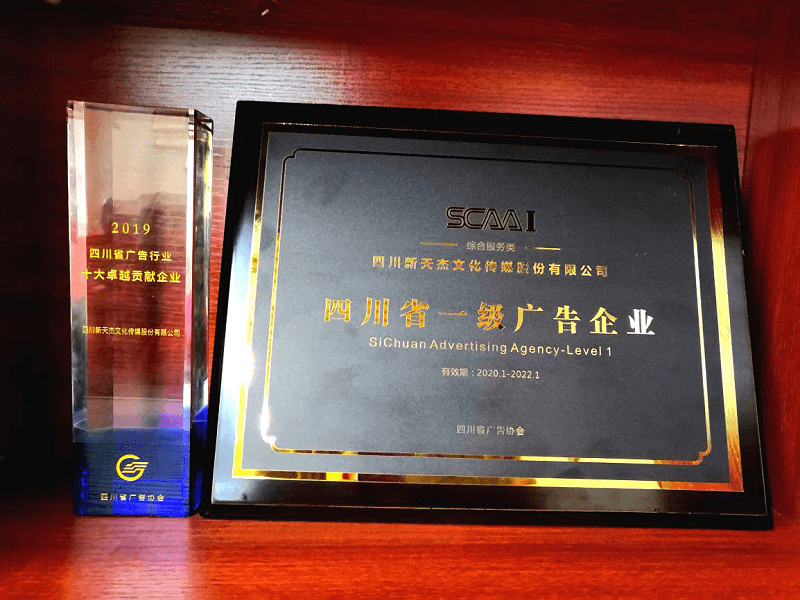 2019
四川省广告行业
十大卓越贡献企业
四川新天杰文化传媒股份有限公司
四川省广告协会
SCAA I
综合服务类
四川新天杰文化传媒股份有限公司
四川省一级广告企业
SiChuan Advertising Agency-Level 1
有效期：2020.1-2022.1
四川省广告协会